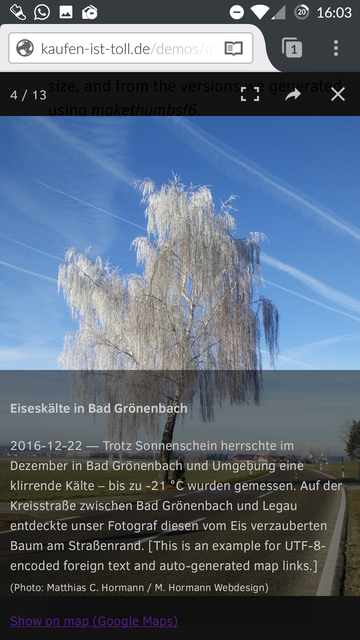 20
16:03
kaufen-ist-toll.de/demos/m
1
size, and from the versions we generated
4 / 13
using makethumbsf6.
Eiseskälte in Bad Grönenbach
2016-12-22 — Trotz Sonnenschein herrschte im
Dezember in Bad Grönenbach und Umgebung eine
klirrende Kälte – bis zu -21 °C wurden gemessen. Auf der
Kreisstraße zwischen Bad Grönenbach und Legau
entdeckte unser Fotograf diesen vom Eis verzauberten
Baum am Straßenrand. [This is an example for UTF-8-
encoded foreign text and auto-generated map links.]
(Photo: Matthias C. Hormann / M. Hormann Webdesign)
Show on map (Google Maps)